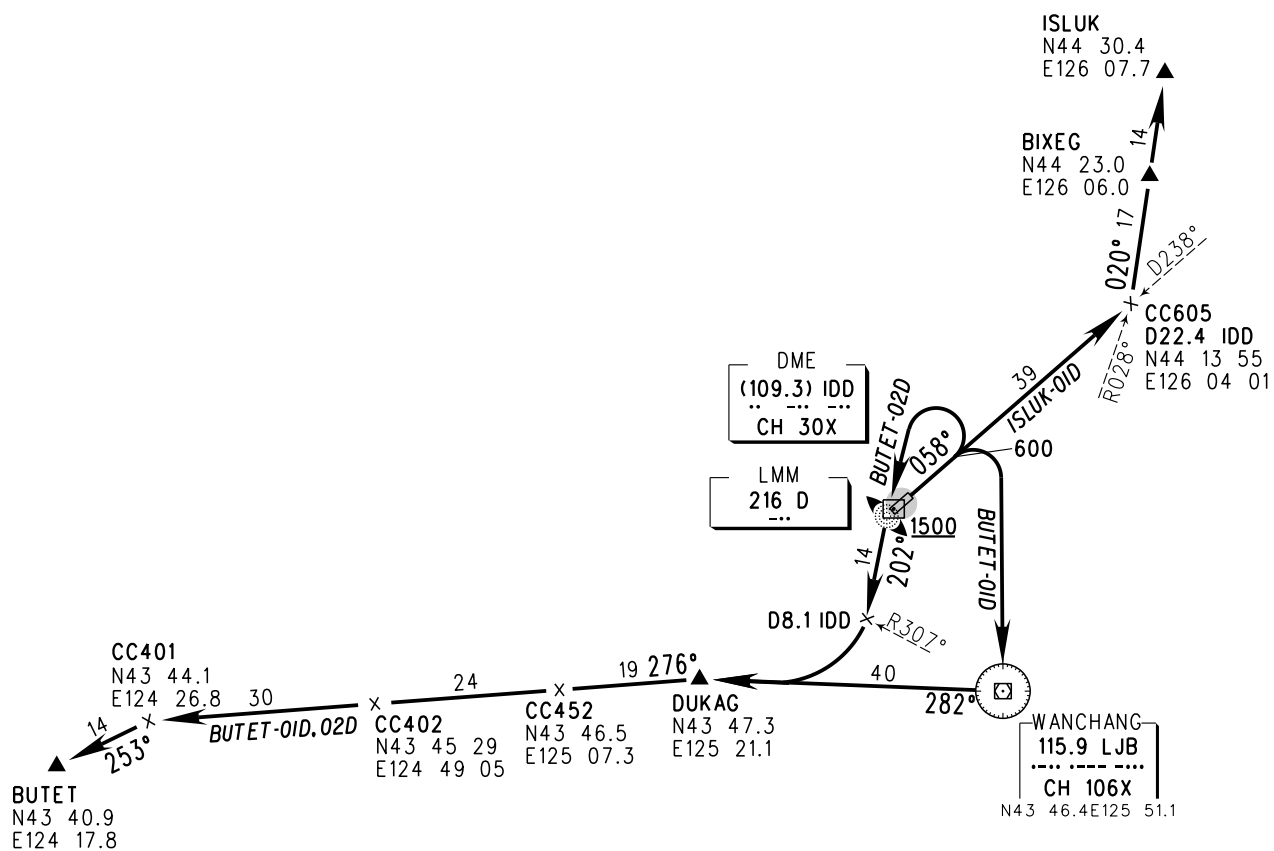 ISLUK
N44 30.4
E126 07.7
14
BIXEG
N44 23.0
E126 06.0
17
020°
D238°
CC605
D22.4 IDD
N44 13 55
E126 04 01
R028°
39
ISLUK-01D
DME
(109.3) IDD
·· –·· –··
CH 30X
BUTET-02D
058°
600
LMM
216 D
–··
1500
202°
14
BUTET-01D
D8.1 IDD
R307°
CC401
N43 44.1
E124 26.8
30
24
19
276°
40
282°
DUKAG
N43 47.3
E125 21.1
CC452
N43 46.5
E125 07.3
CC402
N43 45 29
E124 49 05
BUTET-01D,02D
14
253°
BUTET
N43 40.9
E124 17.8
WANCHANG
115.9 LJB
·–·· ·––– –···
CH 106X
N43 46.4E125 51.1